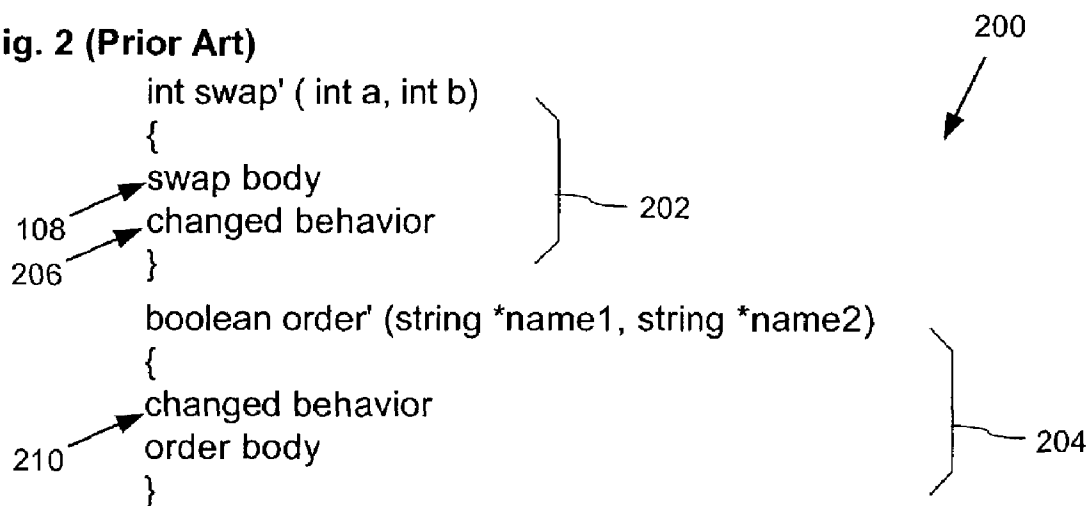 ig. 2 (Prior Art)
200
int swap' ( int a, int b)
{
swap body
108
changed behavior
202
206
}
boolean order' (string *name1, string *name2)
{
changed behavior
210
order body
204
}